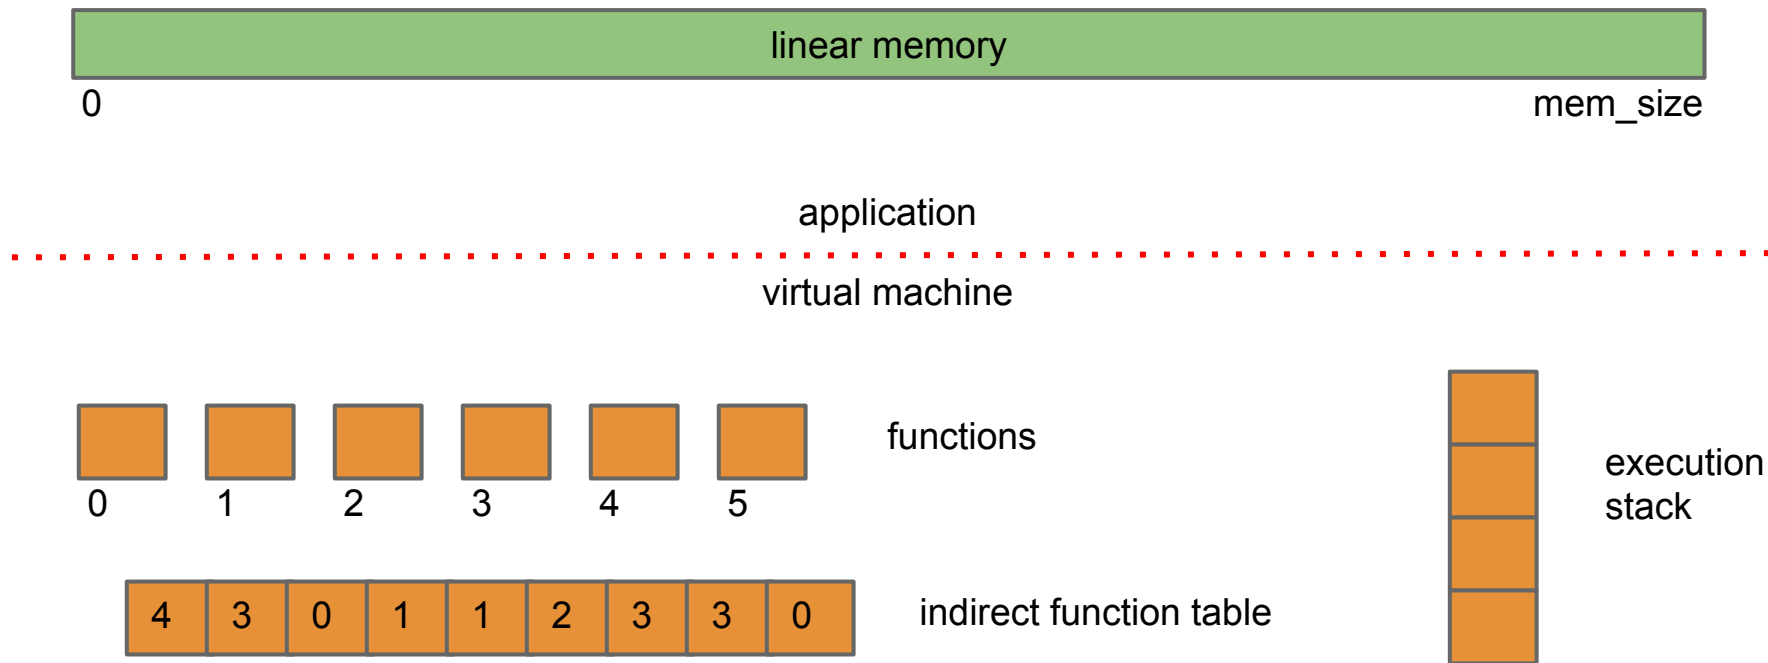 linear memory
0 mem_size
application
virtual machine
functions
0 1 2 3 4 5
execution
stack
4 3 0 1 1 2 3 3 0 indirect function table